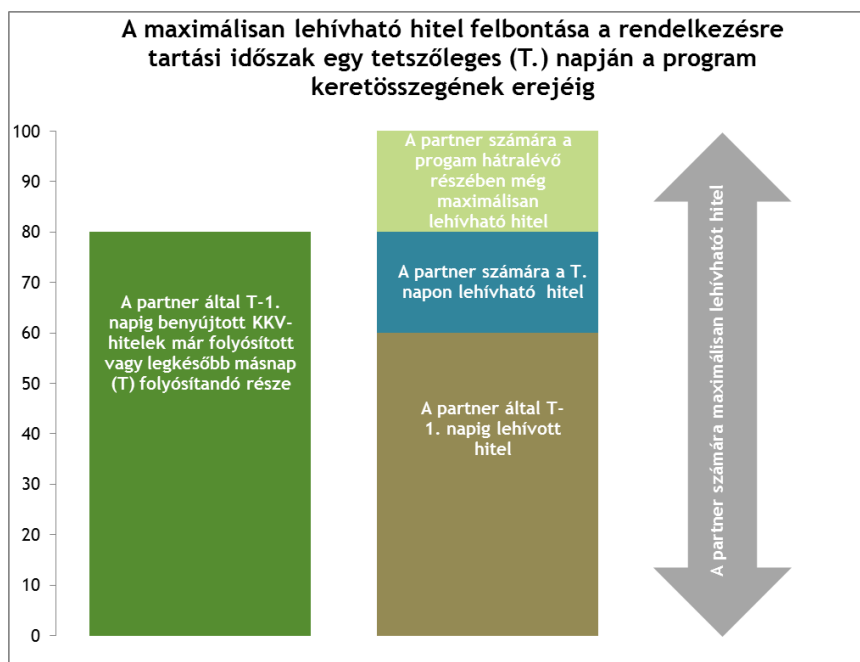 A maximálisan lehívható hitel felbontása a rendelkezésre
tartási időszak egy tetszőleges (T.) napján a program
keretösszegének erejéig
100
90
80
70
60
50
40
30
20
10
0
A partner által T-1.
napig benyújtott KKV-
hitelek már folyósított
vagy legkésőbb másnap
(T) folyósítandó része
A partner számára a
progam hátralévő
részében még
maximálisan
lehívható hitel
A partner számára a T.
napon lehívható hitel
A partner által T-
1. napig lehívott
hitel
A partner számára maximálisan lehívhatót hitel